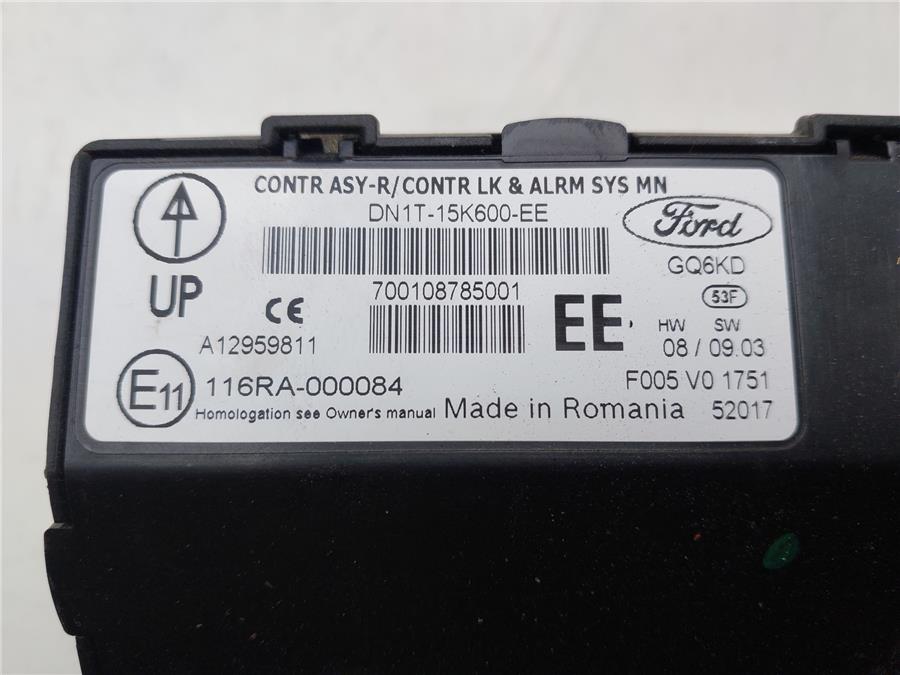 CONTR ASY-R/CONTR LK & ALRM SYS MN
DN1T-15K600-EE
Ford
GQ6KD
UP
CE
700108785001
EE
53F
HW SW
08 / 09.03
A12959811
E11
116RA-000084
F005 V0 1751
Homologation see Owner's manual
Made in Romania
52017